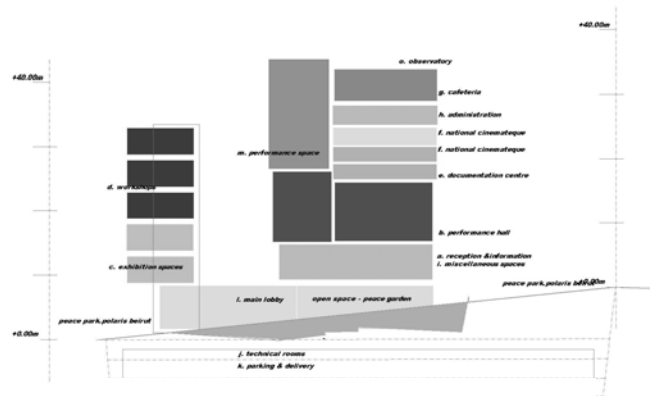 +40.00m
o. observatory
+40.00m
g. cafeteria
h. administration
f. national cinemateque
m. performance space
f. national cinemateque
e. documentation centre
d. workshops
b. performance hall
a. reception &information
c. exhibition spaces
i. miscellaneous spaces
peace park.polaris beirut
+0.00m
l. main lobby
open space - peace garden
peace park.polaris beirut
+0.00m
j. technical rooms
k. parking & delivery